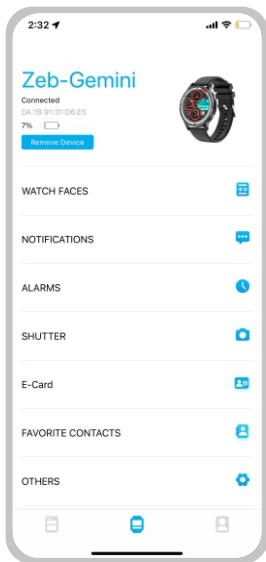 2:32
Zeb-Gemini
Connected
DA:1B:91:31:D6:E5
7%
Remove Device
WATCH FACES
NOTIFICATIONS
ALARMS
SHUTTER
E-Card
FAVORITE CONTACTS
OTHERS